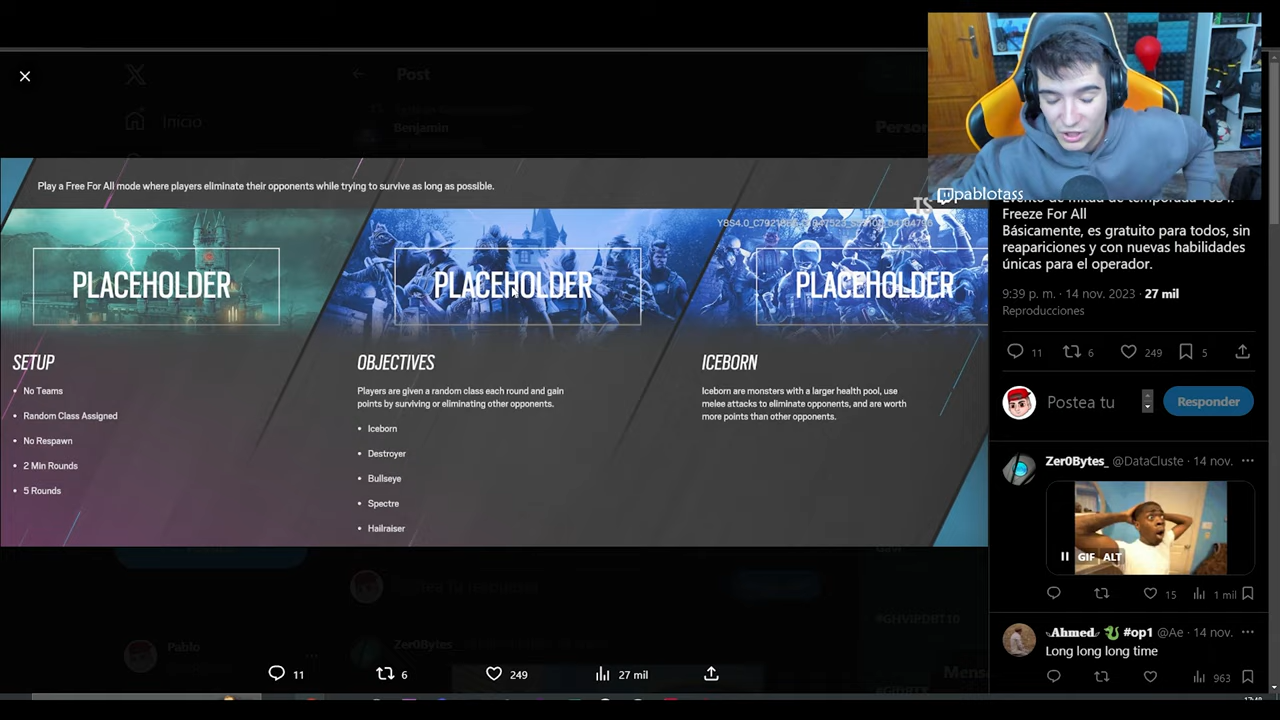 Post
Inicio
Benjamin
pablotass
Play a Free For All mode where players eliminate their opponents while trying to survive as long as possible.
PLACEHOLDER
PLACEHOLDER
PLACEHOLDER
SETUP
• No Teams
• Random Class Assigned
• No Respawn
• 2 Min Rounds
• 5 Rounds
OBJECTIVES
Players are given a random class each round and gain
points by surviving or eliminating other opponents.
• Iceborn
• Destroyer
• Bullseye
• Spectre
• Hailraiser
ICEBORN
Iceborn are monsters with a larger health pool, use
melee attacks to eliminate opponents, and are worth
more points than other opponents.
Freeze For All
Básicamente, es gratuito para todos, sin
reapariciones y con nuevas habilidades
únicas para el operador.
9:39 p. m. · 14 nov. 2023 · 27 mil
Reproducciones
11 6 249 5
Postea tu
Responder
Zer0Bytes_ @DataCluste · 14 nov.
GIF ALT
15 1 mil
Ahmed #op1 @Ae · 14 nov.
Long long long time
963
Pablo
Zer0Bytes_
11 6 249 27 mil